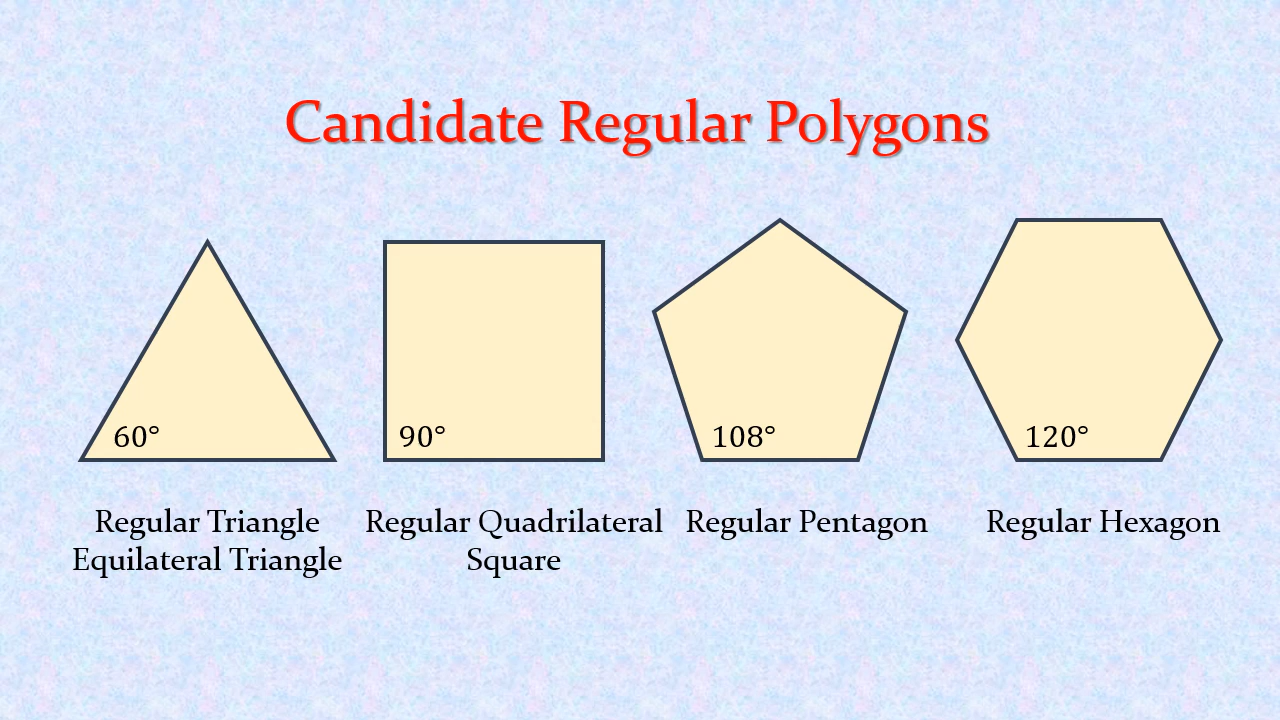 Candidate Regular Polygons
60°
90°
108°
120°
Regular Triangle
Equilateral Triangle
Regular Quadrilateral
Square
Regular Pentagon
Regular Hexagon